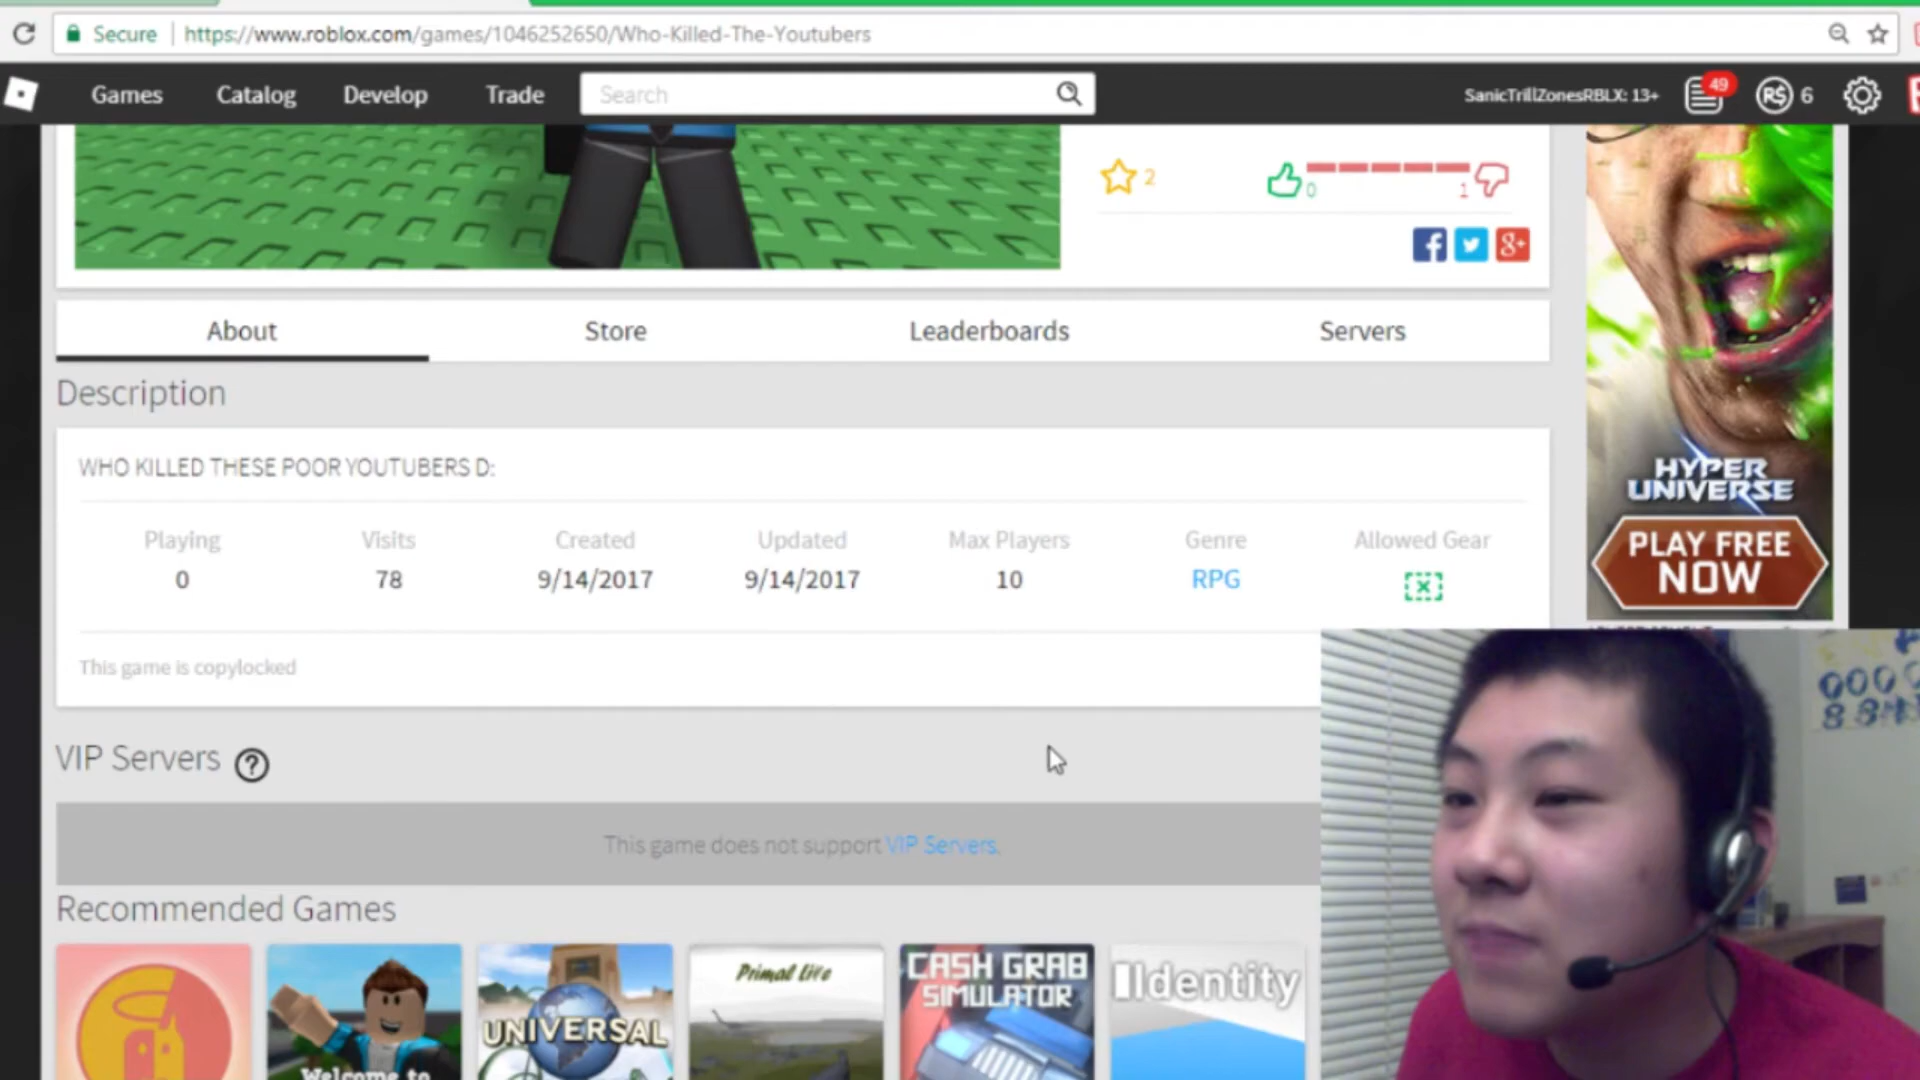 Secure https://www.roblox.com/games/1046252650/Who-Killed-The-Youtubers
Games Catalog Develop Trade Search SanicTrillZonesRBLX: 13+ 49 R$ 6
2 0 1
f g+
About Store Leaderboards Servers
Description
WHO KILLED THESE POOR YOUTUBERS D:
Playing Visits Created Updated Max Players Genre Allowed Gear
0 78 9/14/2017 9/14/2017 10 RPG
This game is copylocked
HYPER
UNIVERSE
PLAY FREE
NOW
VIP Servers ?
This game does not support VIP Servers.
Recommended Games
Welcome to
UNIVERSAL
Primal Life
CASH GRAB
SIMULATOR
Identity